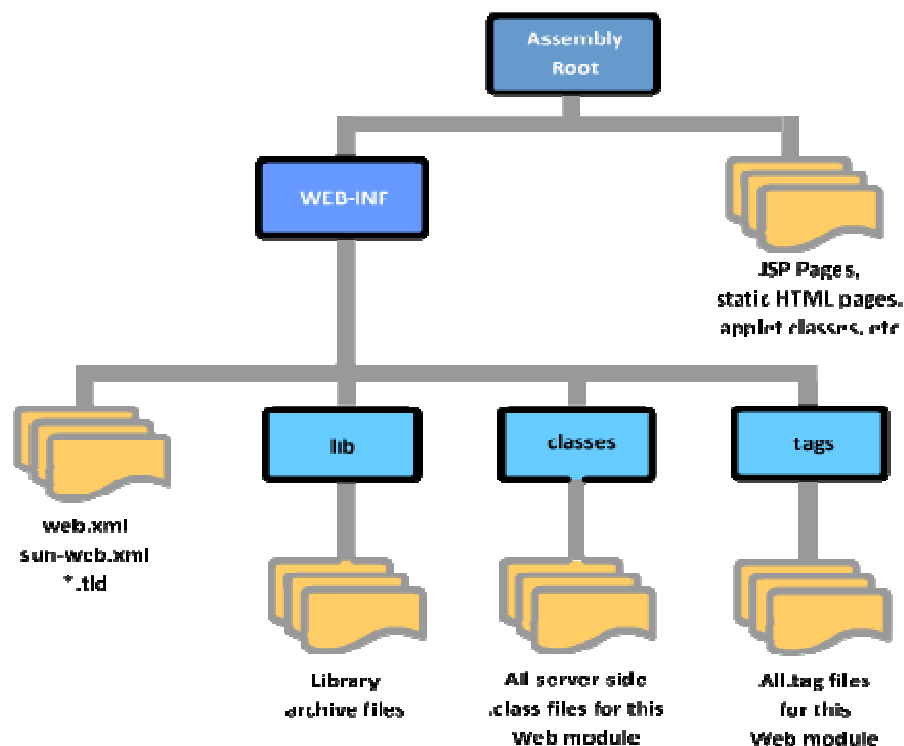 Assembly
Root
WEB-INF
JSP Pages,
static HTML pages,
applet classes, etc
web.xml
sun-web.xml
*.tld
lib
classes
tags
Library
archive files
All server side
.class files for this
Web module
All.tag files
for this
Web module